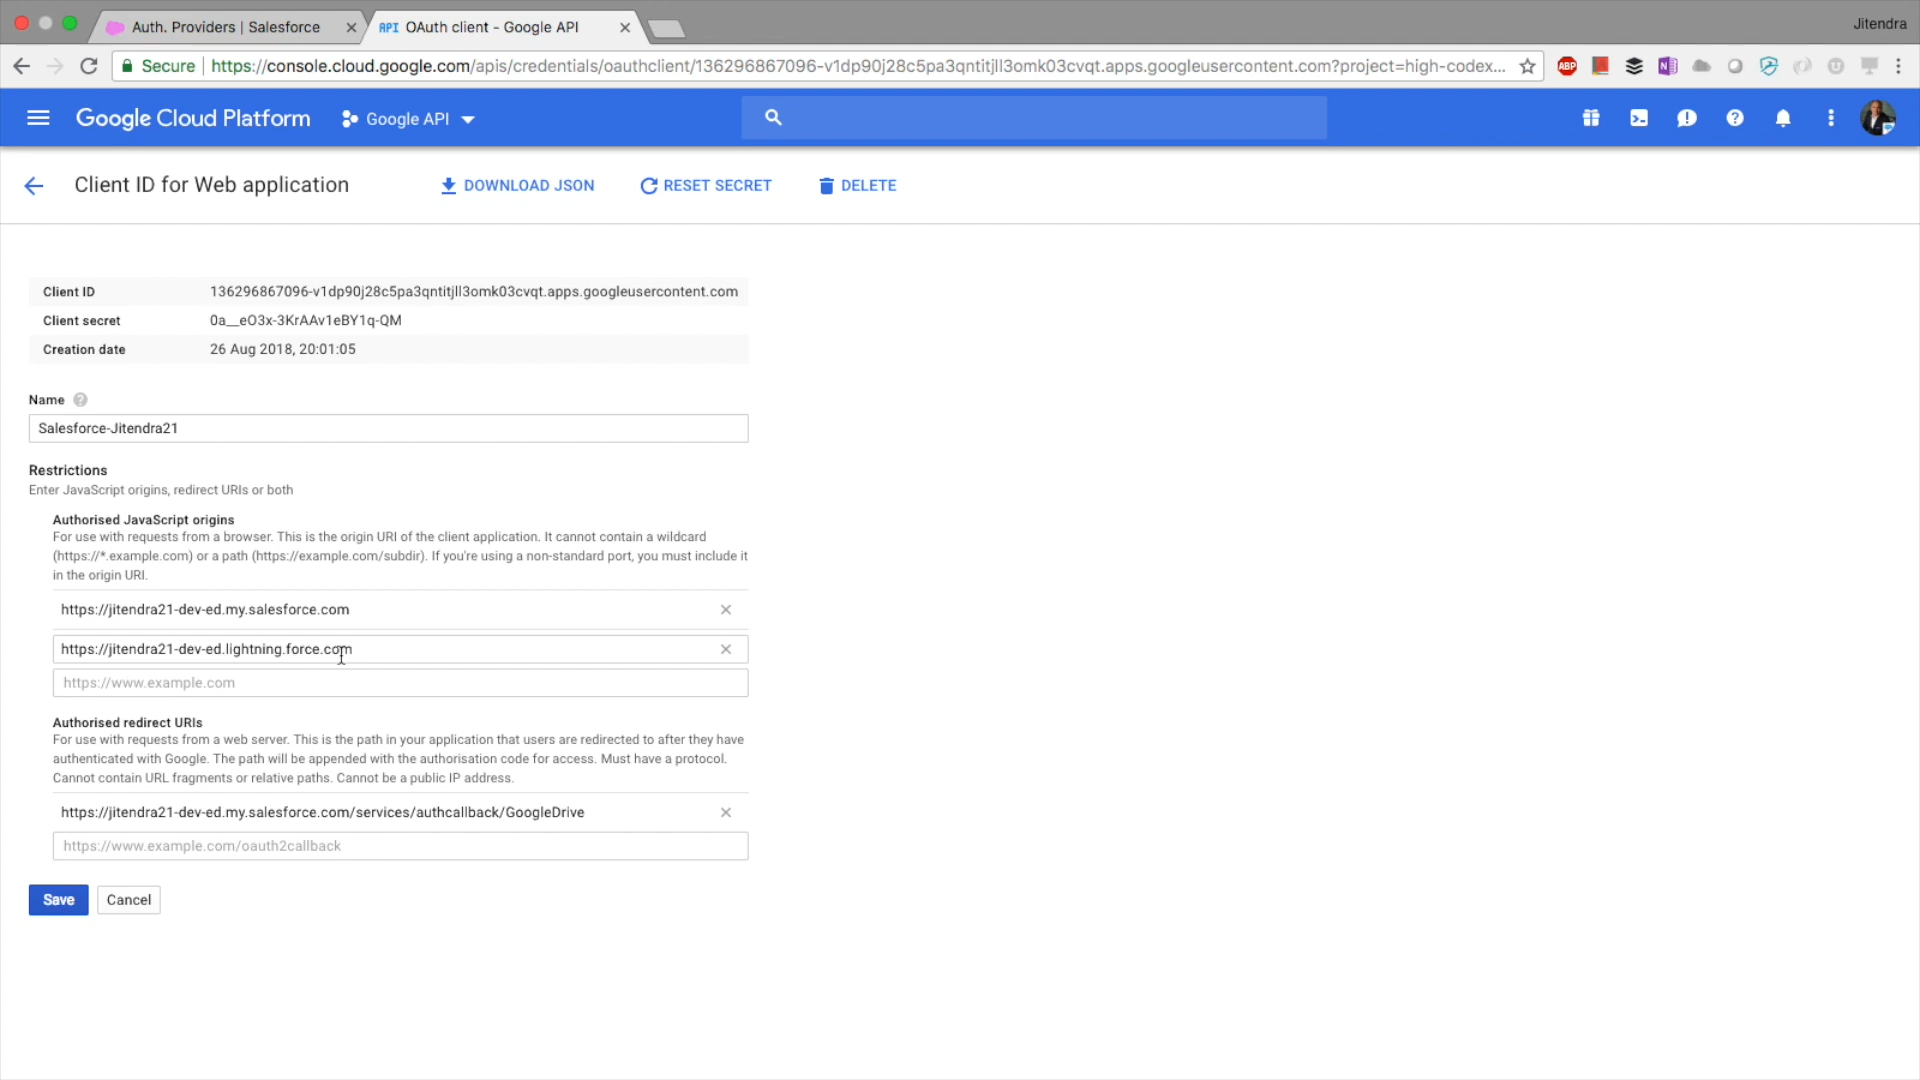 Auth. Providers | Salesforce
API OAuth client - Google API
Jitendra
Secure https://console.cloud.google.com/apis/credentials/oauthclient/136296867096-v1dp90j28c5pa3qntitjll3omk03cvqt.apps.googleusercontent.com?project=high-codex...
ABP
Google Cloud Platform
Google API
Client ID for Web application
DOWNLOAD JSON
RESET SECRET
DELETE
Client ID 136296867096-v1dp90j28c5pa3qntitjll3omk03cvqt.apps.googleusercontent.com
Client secret 0a__eO3x-3KrAAv1eBY1q-QM
Creation date 26 Aug 2018, 20:01:05
Name
Salesforce-Jitendra21
Restrictions
Enter JavaScript origins, redirect URIs or both
Authorised JavaScript origins
For use with requests from a browser. This is the origin URI of the client application. It cannot contain a wildcard
(https://*.example.com) or a path (https://example.com/subdir). If you're using a non-standard port, you must include it
in the origin URI.
https://jitendra21-dev-ed.my.salesforce.com
https://jitendra21-dev-ed.lightning.force.com
https://www.example.com
Authorised redirect URIs
For use with requests from a web server. This is the path in your application that users are redirected to after they have
authenticated with Google. The path will be appended with the authorisation code for access. Must have a protocol.
Cannot contain URL fragments or relative paths. Cannot be a public IP address.
https://jitendra21-dev-ed.my.salesforce.com/services/authcallback/GoogleDrive
https://www.example.com/oauth2callback
Save
Cancel